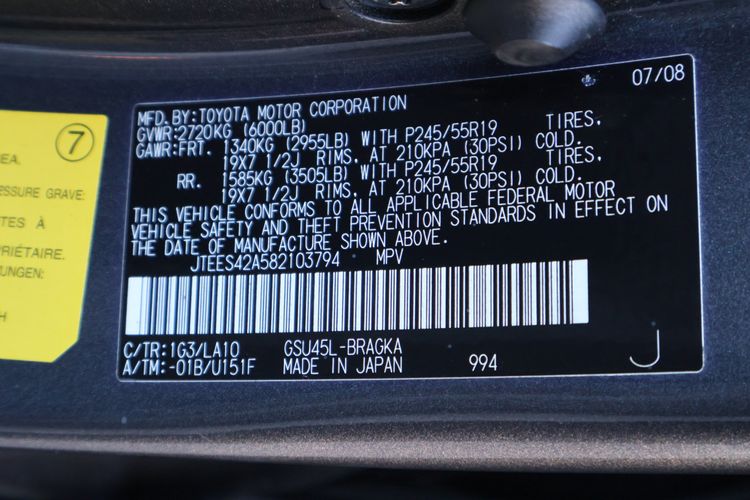 07/08
MFD.BY:TOYOTA MOTOR CORPORATION
GVWR:2720KG (6000LB)
GAWR:FRT. 1340KG (2955LB) WITH P245/55R19 TIRES,
19X7 1/2J RIMS, AT 210KPA (30PSI) COLD.
RR. 1585KG (3505LB) WITH P245/55R19 TIRES,
19X7 1/2J RIMS, AT 210KPA (30PSI) COLD.
THIS VEHICLE CONFORMS TO ALL APPLICABLE FEDERAL MOTOR
VEHICLE SAFETY AND THEFT PREVENTION STANDARDS IN EFFECT ON
THE DATE OF MANUFACTURE SHOWN ABOVE.
JTEES42A582103794 MPV
C/TR:1G3/LA10 GSU45L-BRAGKA
A/TM:-01B/U151F MADE IN JAPAN 994 J
7
EA.
ESSURE GRAVE
TES À
PRIÉTAIRE.
UNGEN:
H